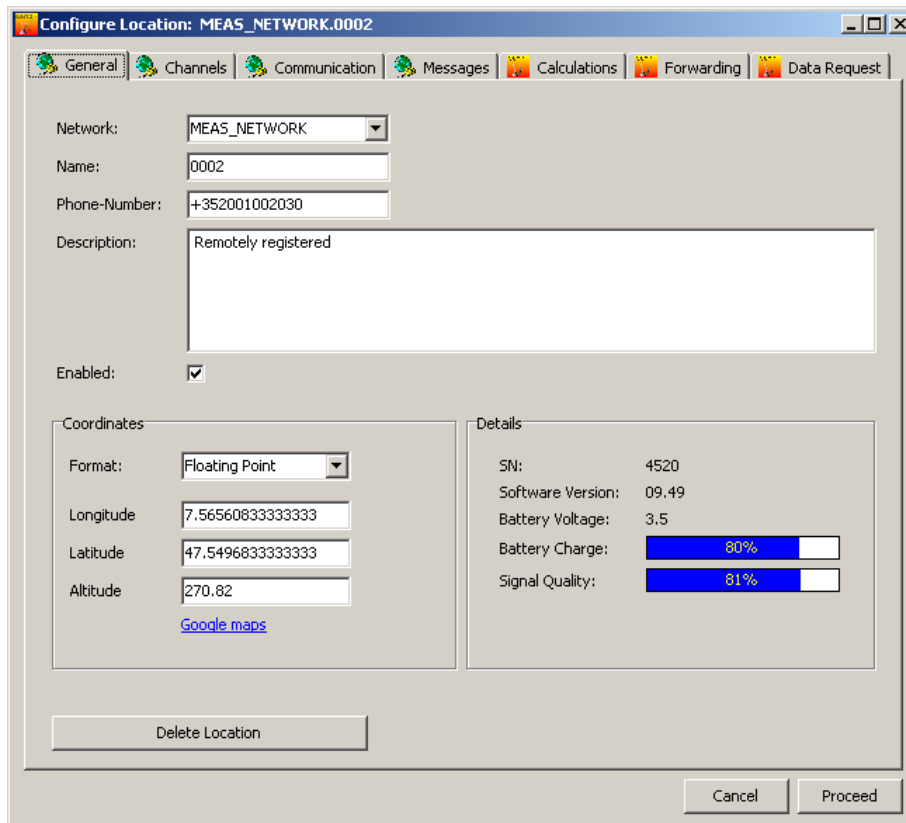 Configure Location: MEAS_NETWORK.0002
General Channels Communication Messages Calculations Forwarding Data Request
Network: MEAS_NETWORK
Name: 0002
Phone-Number: +352001002030
Description: Remotely registered
Enabled:
Coordinates
Format: Floating Point
Longitude 7.56560833333333
Latitude 47.5496833333333
Altitude 270.82
Google maps
Details
SN: 4520
Software Version: 09.49
Battery Voltage: 3.5
Battery Charge: 80%
Signal Quality: 81%
Delete Location
Cancel Proceed